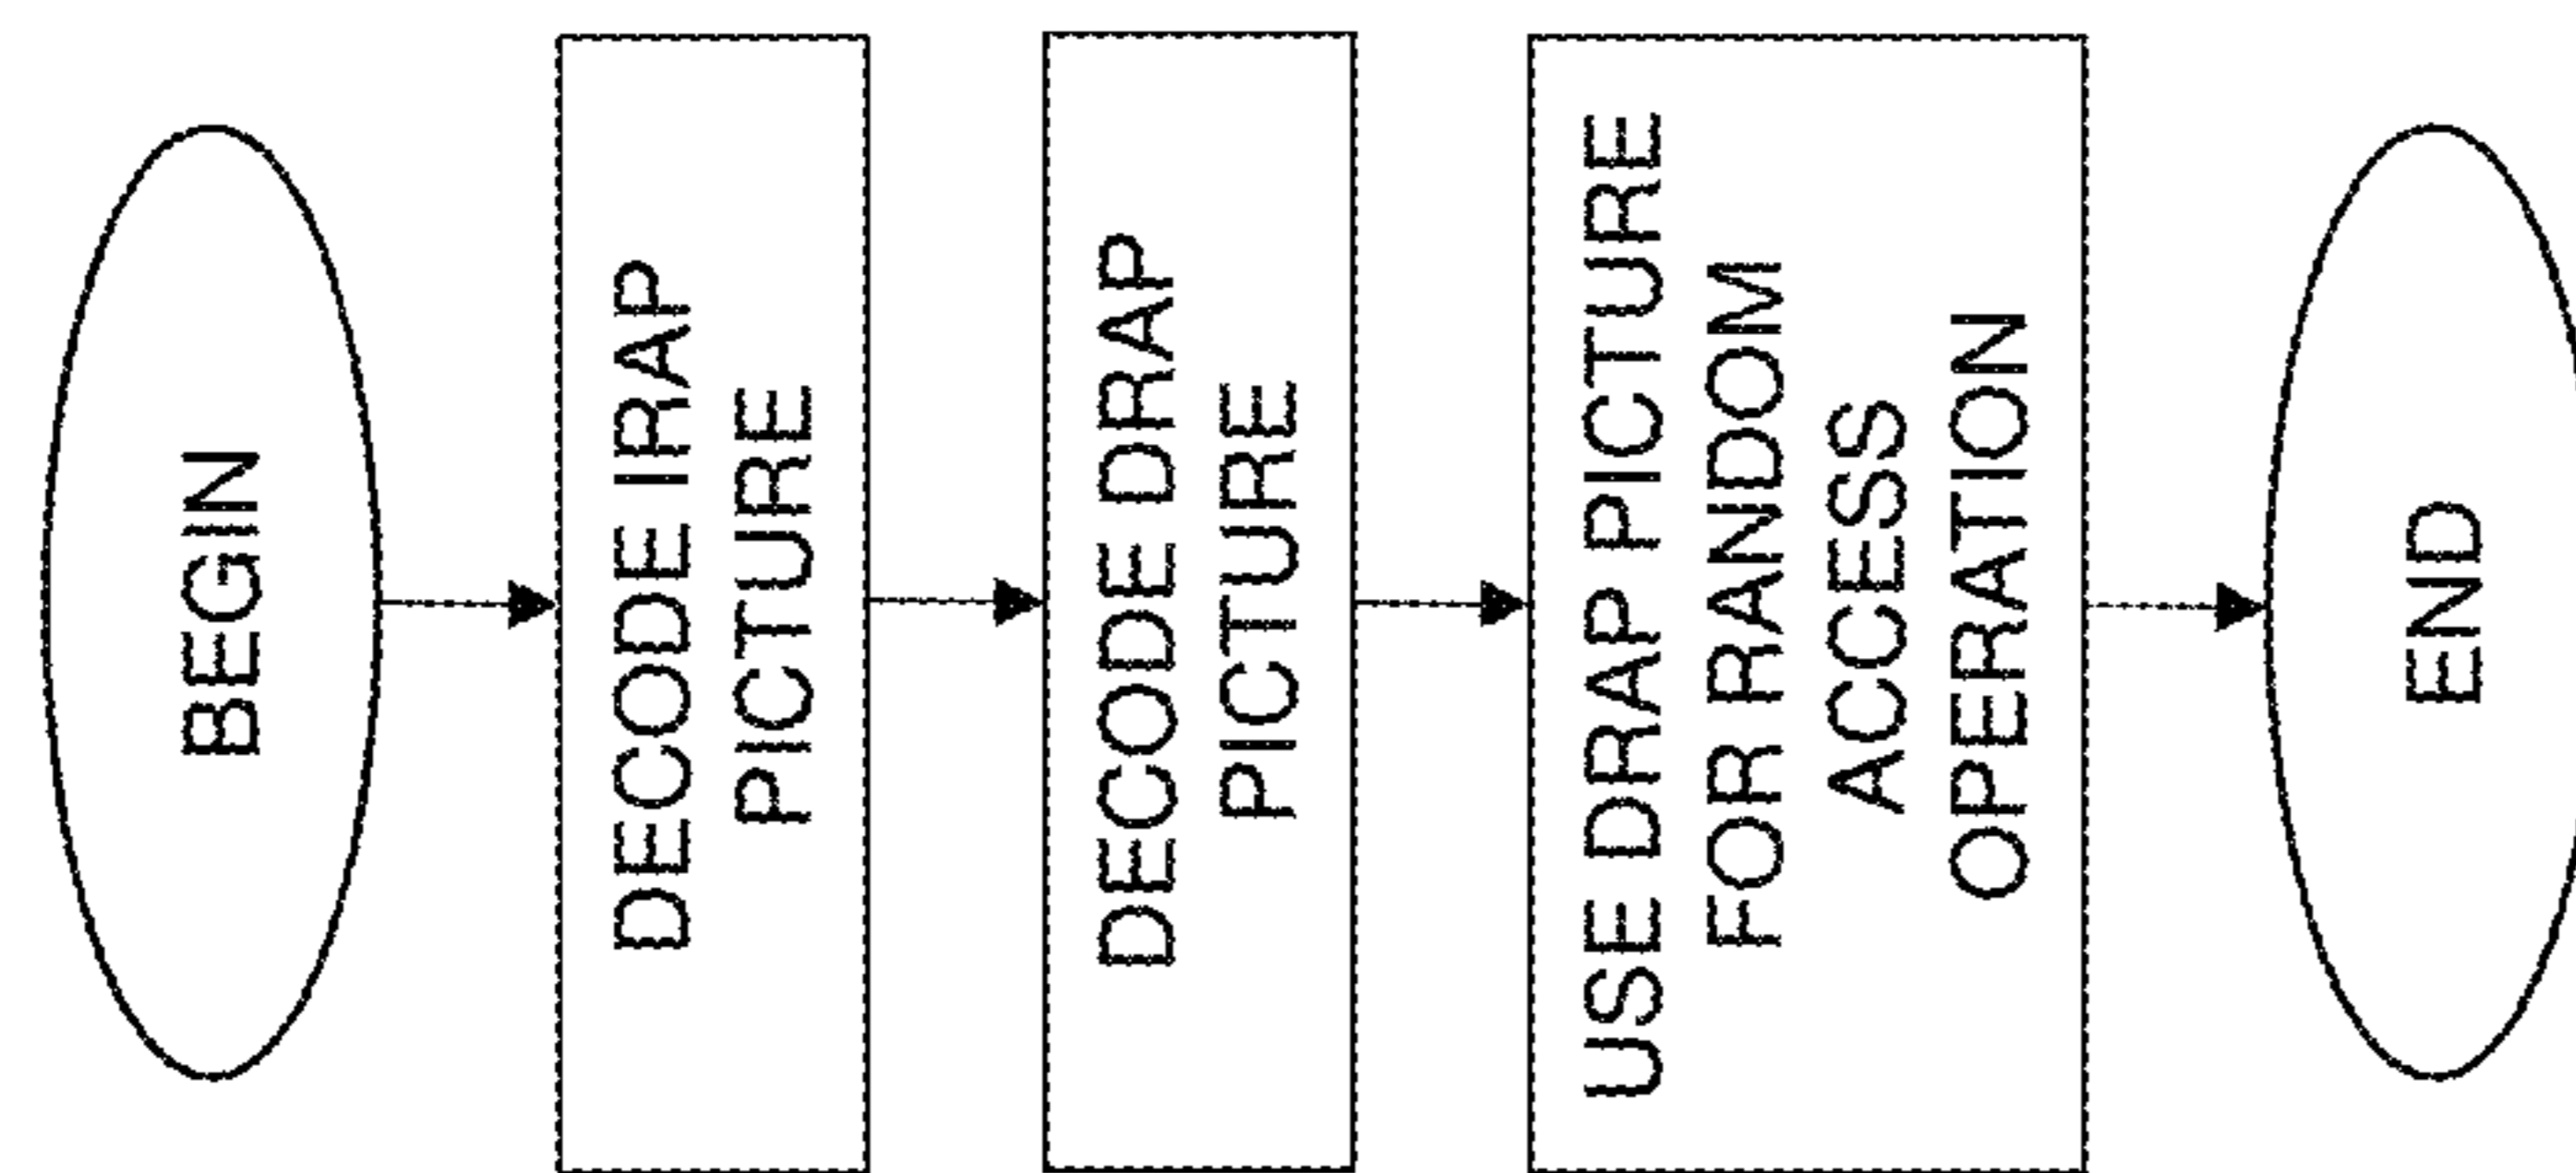 BEGIN
DECODE IRAP
PICTURE
DECODE DRAP
PICTURE
USE DRAP PICTURE
FOR RANDOM
ACCESS
OPERATION
END